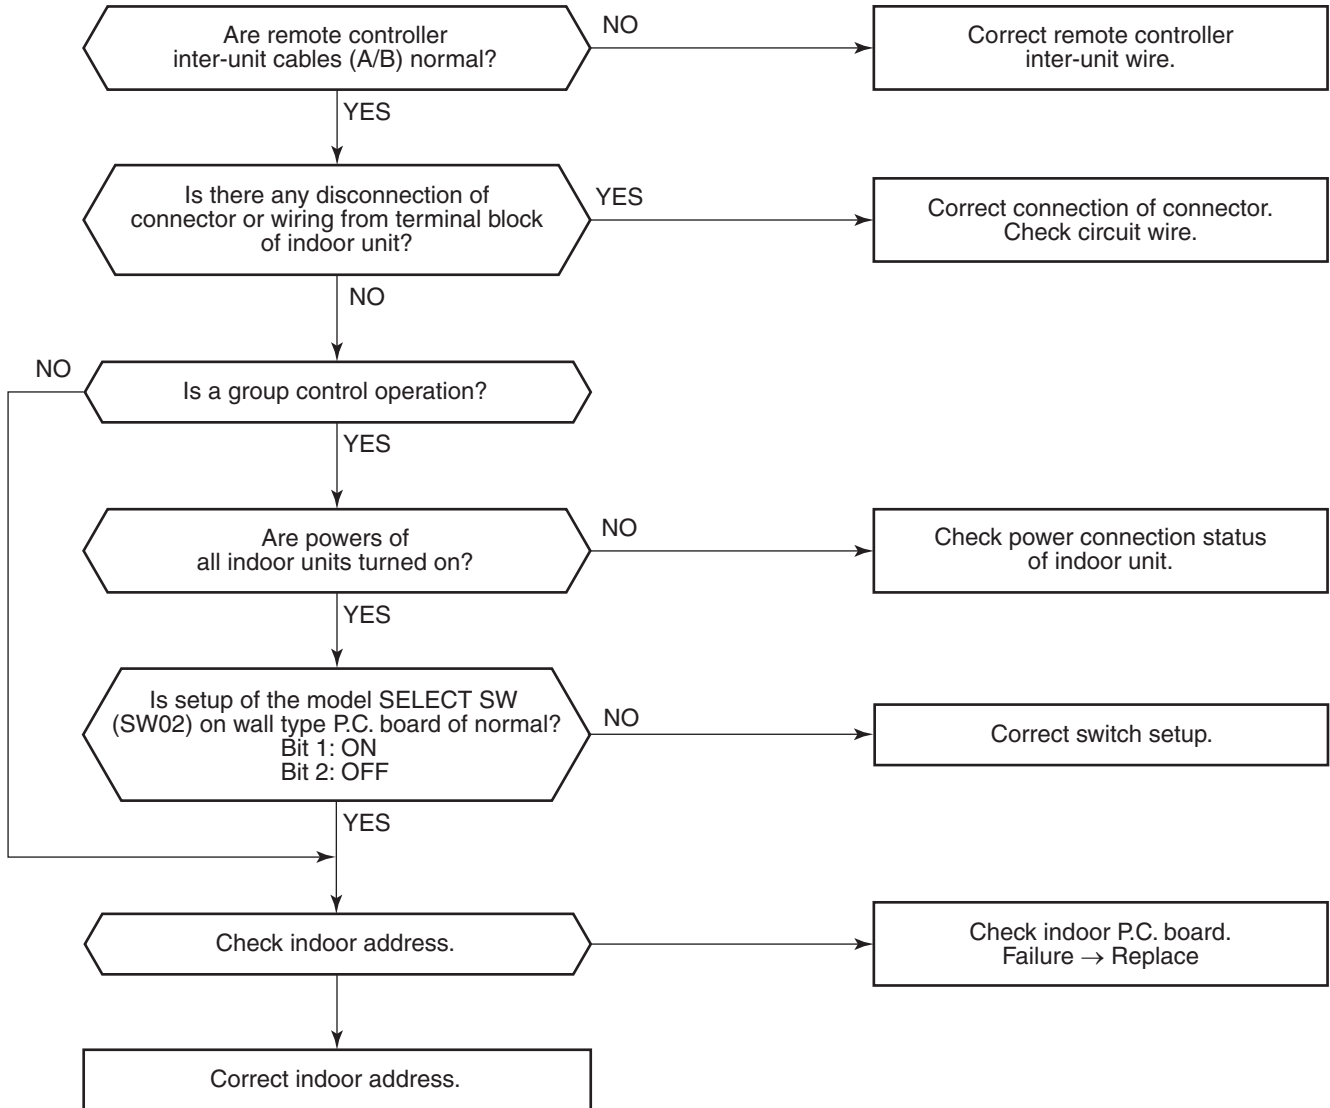 Are remote controller
inter-unit cables (A/B) normal?
NO
Correct remote controller
inter-unit wire.
YES
Is there any disconnection of
connector or wiring from terminal block
of indoor unit?
YES
Correct connection of connector.
Check circuit wire.
NO
NO
Is a group control operation?
YES
Are powers of
all indoor units turned on?
NO
Check power connection status
of indoor unit.
YES
Is setup of the model SELECT SW
(SW02) on wall type P.C. board of normal?
Bit 1: ON
Bit 2: OFF
NO
Correct switch setup.
YES
Check indoor address.
Check indoor P.C. board.
Failure → Replace
Correct indoor address.